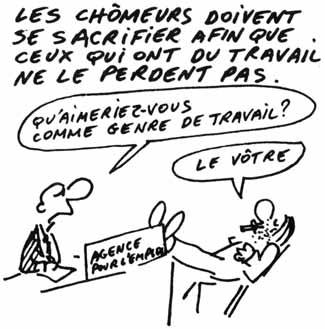 LES CHÔMEURS DOIVENT
SE SACRIFIER AFIN QUE
CEUX QUI ONT DU TRAVAIL
NE LE PERDENT PAS.
QU'AIMERIEZ-VOUS
COMME GENRE DE TRAVAIL?
LE VÔTRE
AGENCE
POUR L'EMPLOI